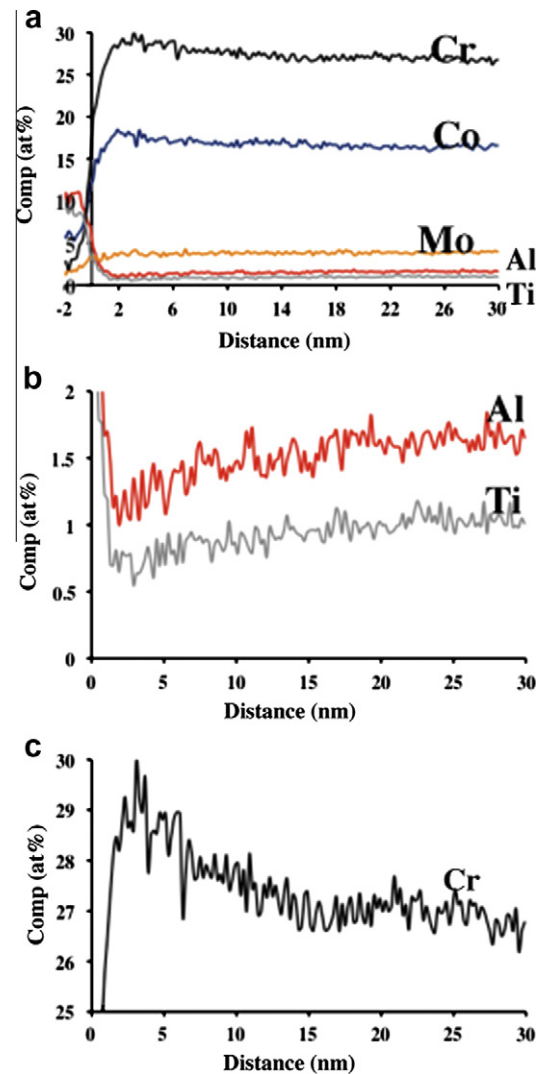 a
30
25
20
15
10
5
0
Comp (at%)
Cr
Co
Mo
Al
Ti
-2 2 6 10 14 18 22 26 30
Distance (nm)
b
2
1.5
1
0.5
0
Comp (at%)
Al
Ti
0 5 10 15 20 25 30
Distance (nm)
c
30
29
28
27
26
25
Comp (at%)
Cr
0 5 10 15 20 25 30
Distance (nm)